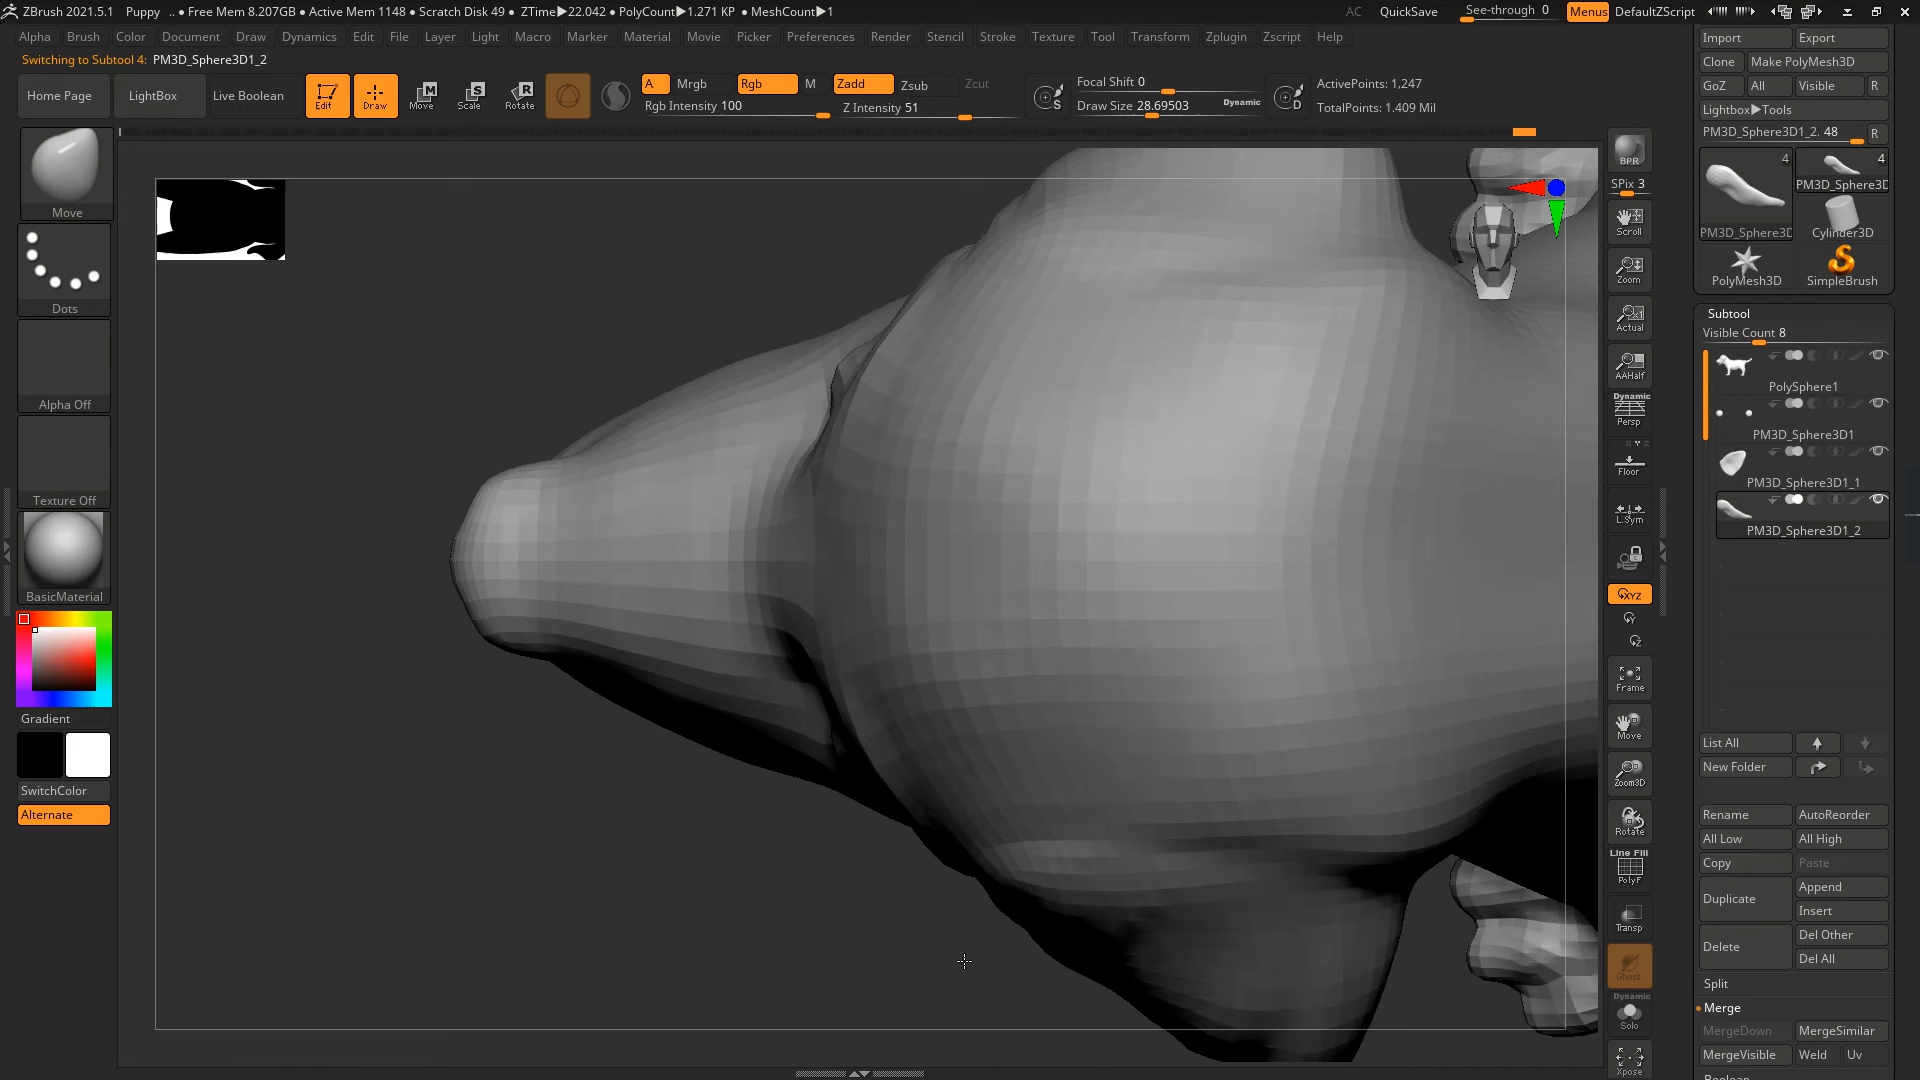 ZBrush 2021.5.1 Puppy .. ● Free Mem 8.207GB ● Active Mem 1148 ● Scratch Disk 49 ● ZTime▶22.042 ● PolyCount▶1.271 KP ● MeshCount▶1 AC QuickSave See-through 0 Menus DefaultZScript
Alpha Brush Color Document Draw Dynamics Edit File Layer Light Macro Marker Material Movie Picker Preferences Render Stencil Stroke Texture Tool Transform Zplugin Zscript Help
Switching to Subtool 4: PM3D_Sphere3D1_2
Home Page LightBox Live Boolean Edit Draw Move Scale Rotate
A Mrgb Rgb M Zadd Zsub Zcut
Rgb Intensity 100 Z Intensity 51
Focal Shift 0
Draw Size 28.69503 Dynamic
ActivePoints: 1,247
TotalPoints: 1.409 Mil
Move
Dots
Alpha Off
Texture Off
BasicMaterial
Gradient
SwitchColor
Alternate
BPR
SPix 3
Scroll
Zoom
Actual
AAHalf
Dynamic
Persp
Floor
L.Sym
XYZ
Y
Z
Frame
Move
Zoom3D
Rotate
Line Fill
PolyF
Transp
Ghost
Dynamic
Solo
Xpose
Import Export
Clone Make PolyMesh3D
GoZ All Visible R
Lightbox▶Tools
PM3D_Sphere3D1_2. 48 R
4 4
PM3D_Sphere3D
PM3D_Sphere3D Cylinder3D
PolyMesh3D SimpleBrush
Subtool
Visible Count 8
PolySphere1
PM3D_Sphere3D1
PM3D_Sphere3D1_1
PM3D_Sphere3D1_2
List All
New Folder
Rename AutoReorder
All Low All High
Copy Paste
Duplicate Append
Insert
Delete Del Other
Del All
Split
Merge
MergeDown MergeSimilar
MergeVisible Weld Uv
Boolean